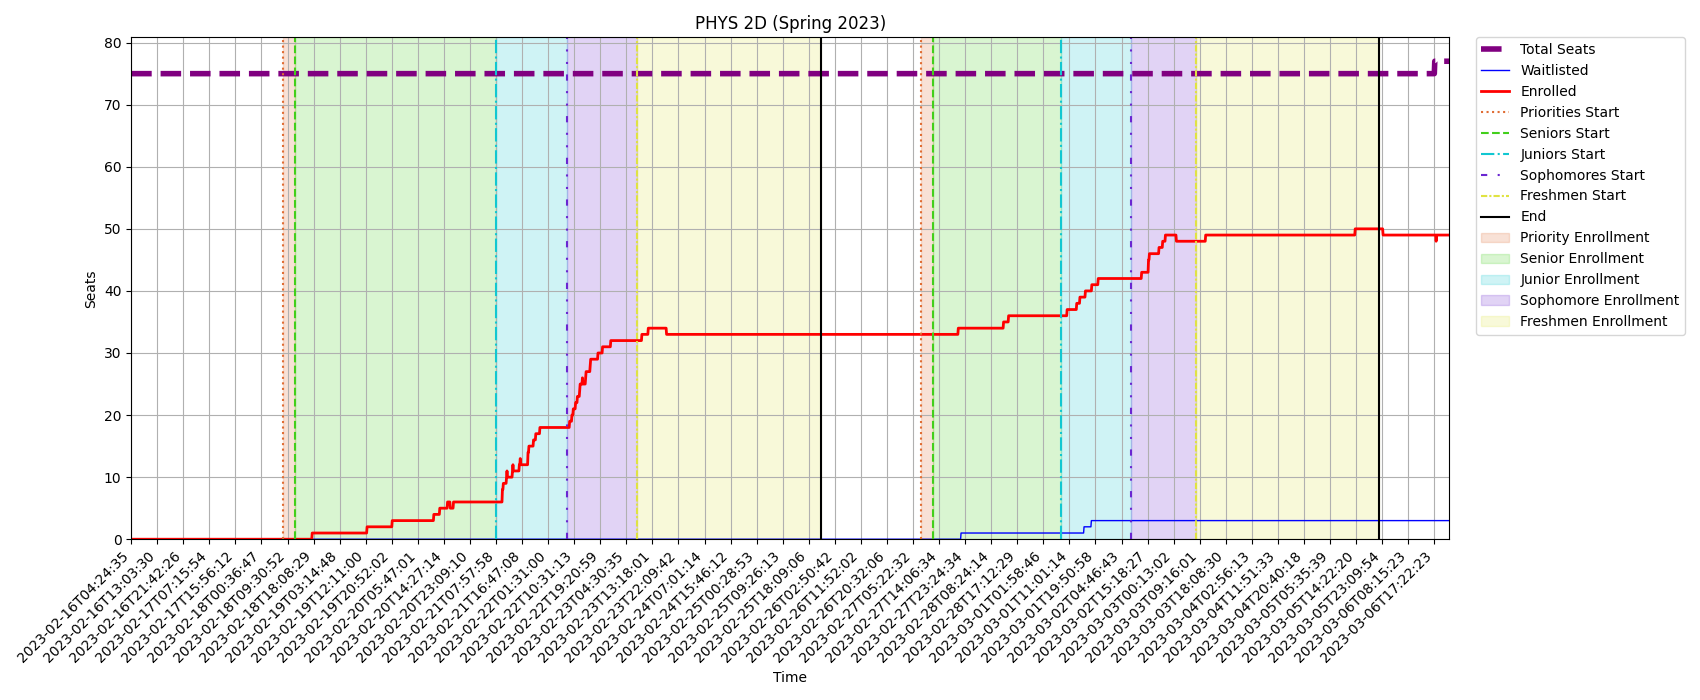 PHYS 2D (Spring 2023)
80
70
60
50
40
30
20
10
0
Seats
2023-02-16T04:24:35
2023-02-16T13:03:30
2023-02-16T21:42:26
2023-02-17T07:15:54
2023-02-17T15:56:12
2023-02-18T00:36:47
2023-02-18T09:30:52
2023-02-18T18:08:29
2023-02-19T03:14:48
2023-02-19T12:11:00
2023-02-19T20:52:02
2023-02-20T05:47:01
2023-02-20T14:27:14
2023-02-20T23:09:10
2023-02-21T07:57:58
2023-02-21T16:47:08
2023-02-22T01:31:00
2023-02-22T10:31:13
2023-02-22T19:20:59
2023-02-23T04:30:35
2023-02-23T13:18:01
2023-02-23T22:09:42
2023-02-24T07:01:14
2023-02-24T15:46:12
2023-02-25T00:28:53
2023-02-25T09:26:13
2023-02-25T18:09:06
2023-02-26T02:50:42
2023-02-26T11:52:02
2023-02-26T20:32:06
2023-02-27T05:22:32
2023-02-27T14:06:34
2023-02-27T23:24:34
2023-02-28T08:24:14
2023-02-28T17:12:29
2023-03-01T01:58:46
2023-03-01T11:01:14
2023-03-01T19:50:58
2023-03-02T04:46:43
2023-03-02T15:18:27
2023-03-03T00:13:02
2023-03-03T09:16:01
2023-03-03T18:08:30
2023-03-04T02:56:13
2023-03-04T11:51:33
2023-03-04T20:40:18
2023-03-05T05:35:39
2023-03-05T14:22:20
2023-03-05T23:09:54
2023-03-06T08:15:23
2023-03-06T17:22:23
Time
Total Seats
Waitlisted
Enrolled
Priorities Start
Seniors Start
Juniors Start
Sophomores Start
Freshmen Start
End
Priority Enrollment
Senior Enrollment
Junior Enrollment
Sophomore Enrollment
Freshmen Enrollment